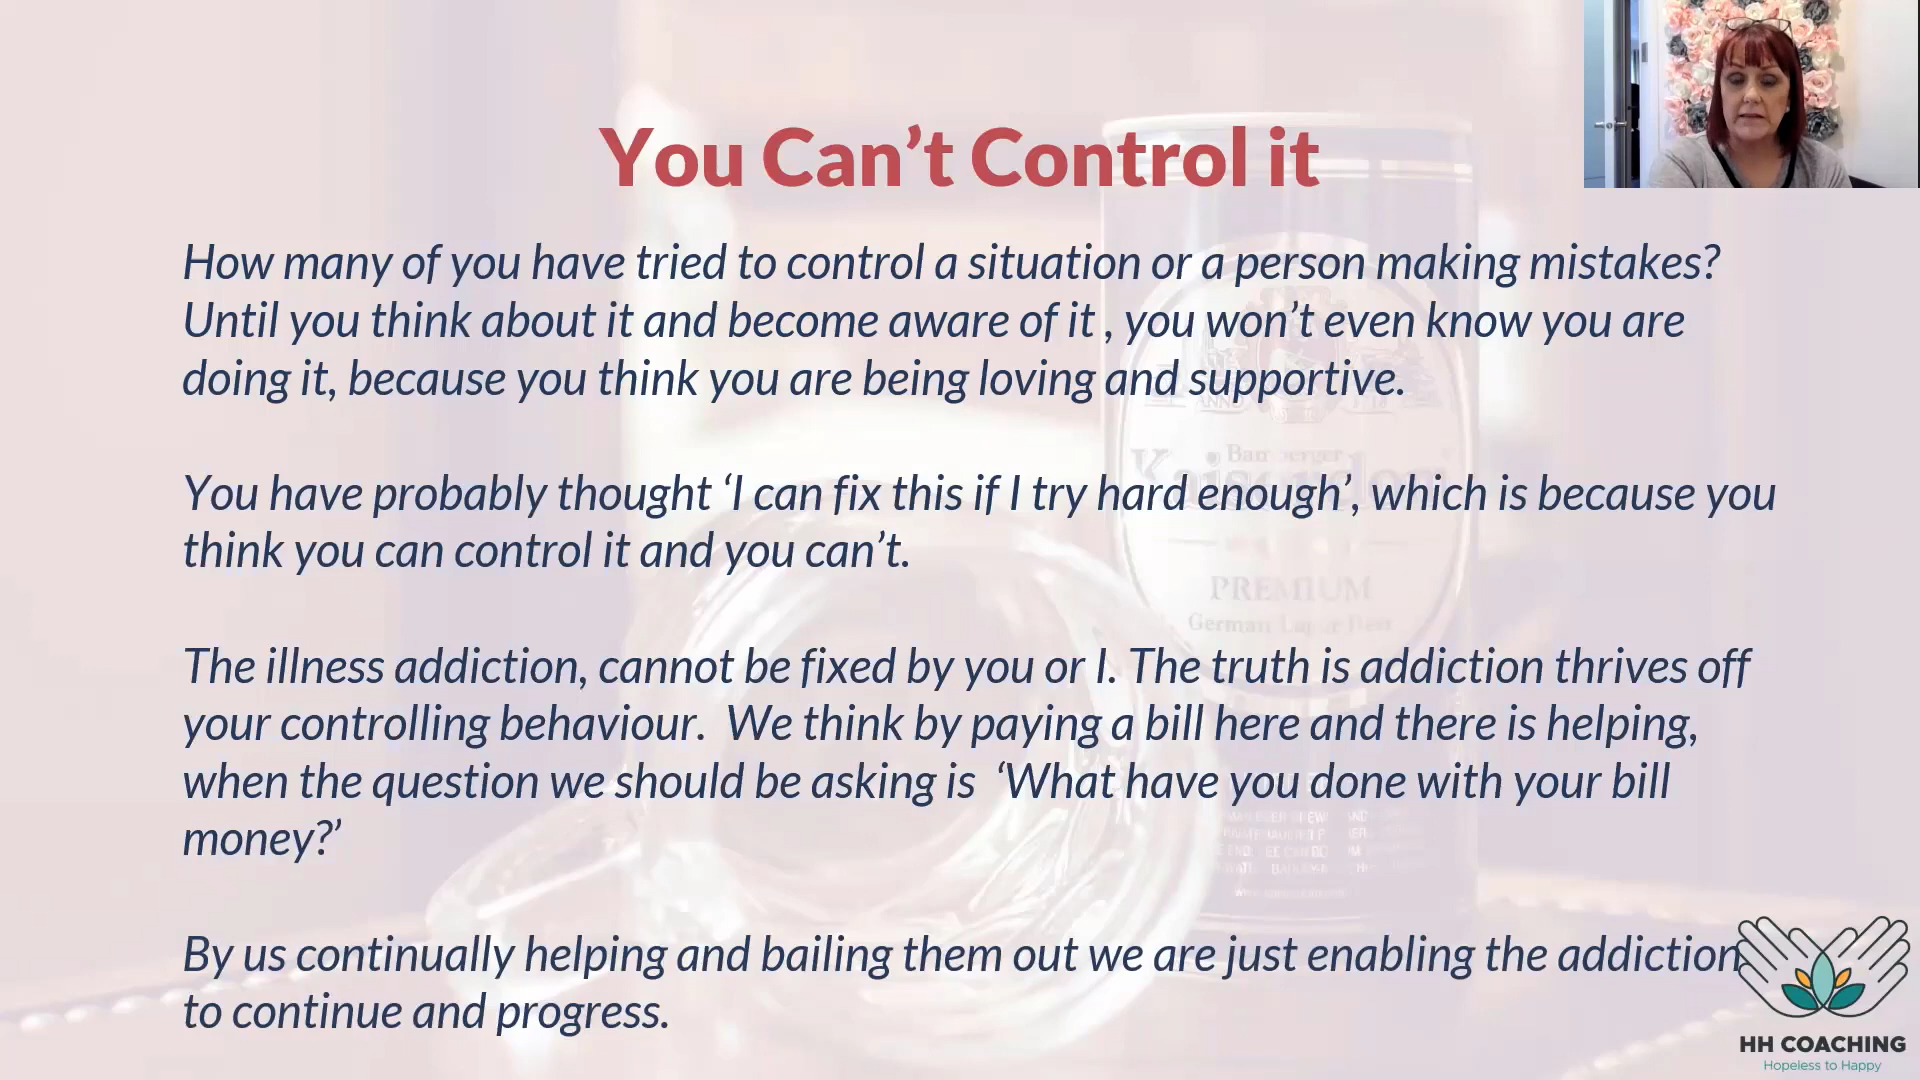 You Can’t Control it
How many of you have tried to control a situation or a person making mistakes?
Until you think about it and become aware of it , you won’t even know you are
doing it, because you think you are being loving and supportive.
You have probably thought ‘I can fix this if I try hard enough’, which is because you
think you can control it and you can’t.
The illness addiction, cannot be fixed by you or I. The truth is addiction thrives off
your controlling behaviour.  We think by paying a bill here and there is helping,
when the question we should be asking is  ‘What have you done with your bill
money?’
By us continually helping and bailing them out we are just enabling the addiction
to continue and progress.
ANNO
Bamberger
Kaiserdom
PREMIUM
German Lager Beer
HH COACHING
Hopeless to Happy